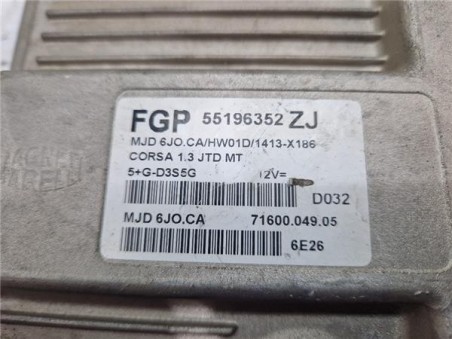 FGP 55196352 ZJ
MJD 6JO.CA/HW01D/1413-X186
CORSA 1.3 JTD MT
5+G-D3S5G 12V=
D032
MJD 6JO.CA 71600.049.05
6E26